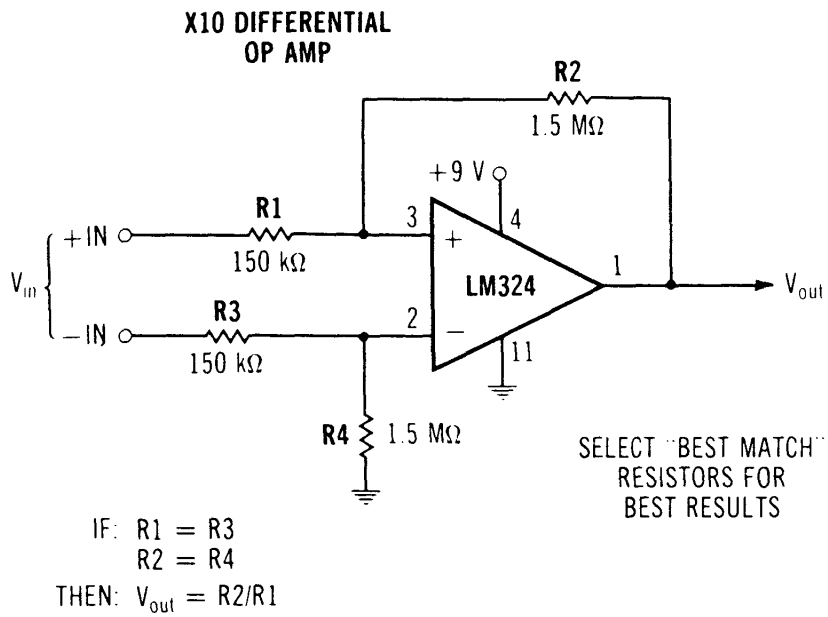 X10 DIFFERENTIAL
OP AMP
R2
1.5 MΩ
+9 V
R1
3
4
+IN
+
150 kΩ
1
V_in
LM324
V_out
R3
2
−IN
−
150 kΩ
11
R4
1.5 MΩ
SELECT "BEST MATCH"
RESISTORS FOR
BEST RESULTS
IF: R1 = R3
R2 = R4
THEN: V_out = R2/R1